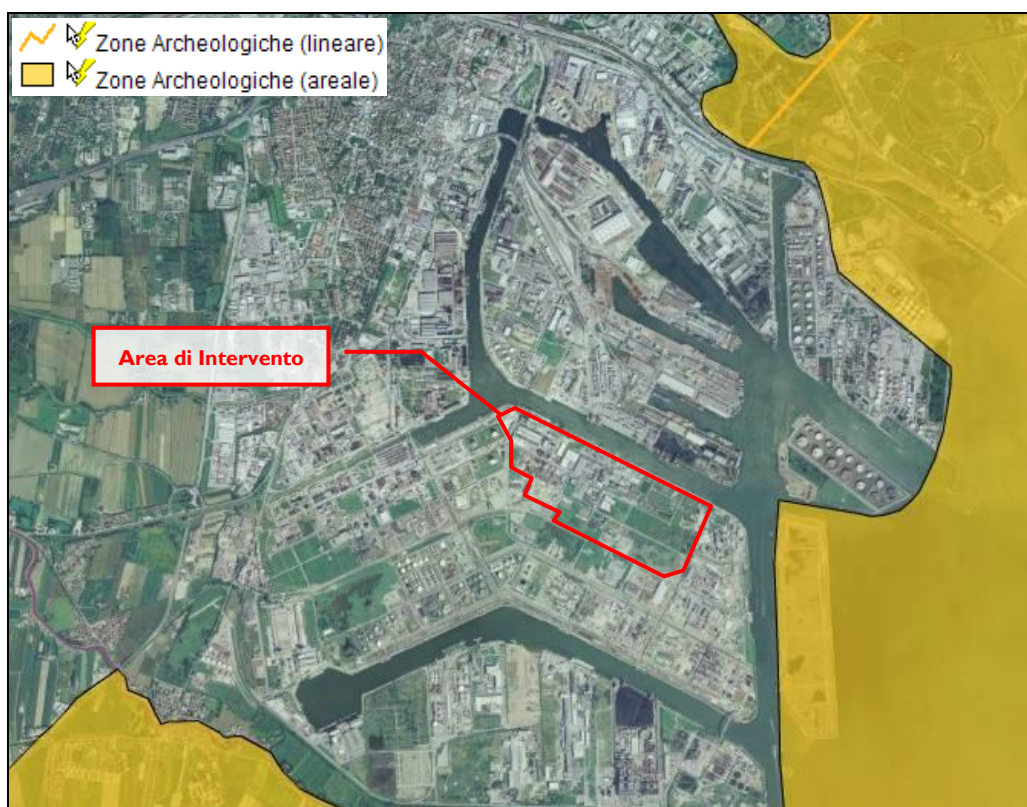 Zone Archeologiche (lineare)
Zone Archeologiche (areale)
Area di Intervento